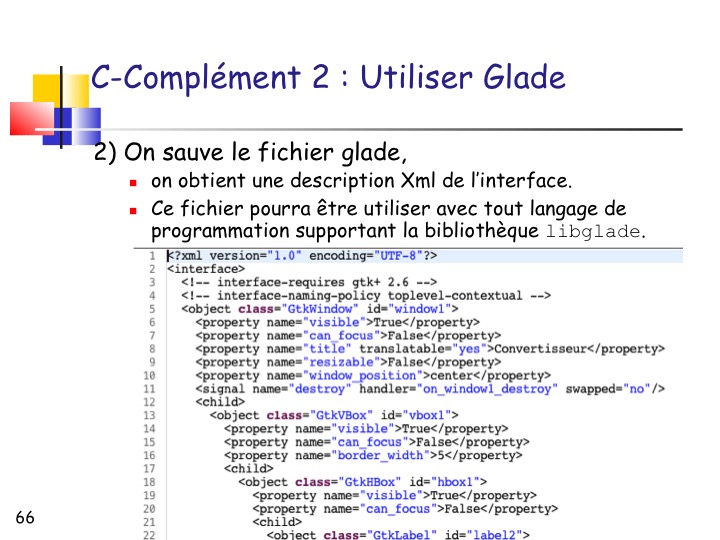 C-Complément 2 : Utiliser Glade
2) On sauve le fichier glade,
on obtient une description Xml de l'interface.
Ce fichier pourra être utiliser avec tout langage de
programmation supportant la bibliothèque libglade.
1 <?xml version="1.0" encoding="UTF-8"?>
2 <interface>
3 <!-- interface-requires gtk+ 2.6 -->
4 <!-- interface-naming-policy toplevel-contextual -->
5 <object class="GtkWindow" id="window1">
6 <property name="visible">True</property>
7 <property name="can_focus">False</property>
8 <property name="title" translatable="yes">Convertisseur</property>
9 <property name="resizable">False</property>
10 <property name="window_position">center</property>
11 <signal name="destroy" handler="on_window1_destroy" swapped="no"/>
12 <child>
13 <object class="GtkVBox" id="vbox1">
14 <property name="visible">True</property>
15 <property name="can_focus">False</property>
16 <property name="border_width">5</property>
17 <child>
18 <object class="GtkHBox" id="hbox1">
19 <property name="visible">True</property>
20 <property name="can_focus">False</property>
21 <child>
22 <object class="GtkLabel" id="label2">
66